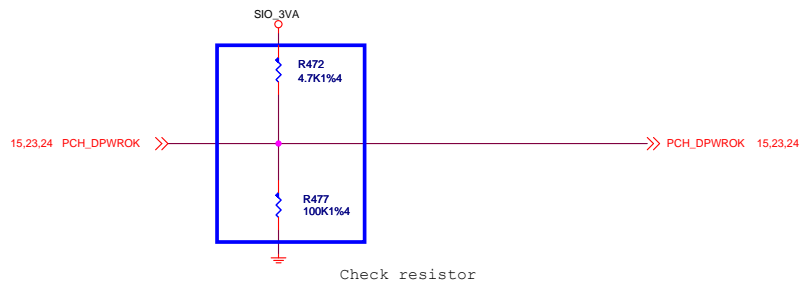 SIO_3VA
R472
4.7K1%4
15,23,24 PCH_DPWROK
PCH_DPWROK 15,23,24
R477
100K1%4
Check resistor